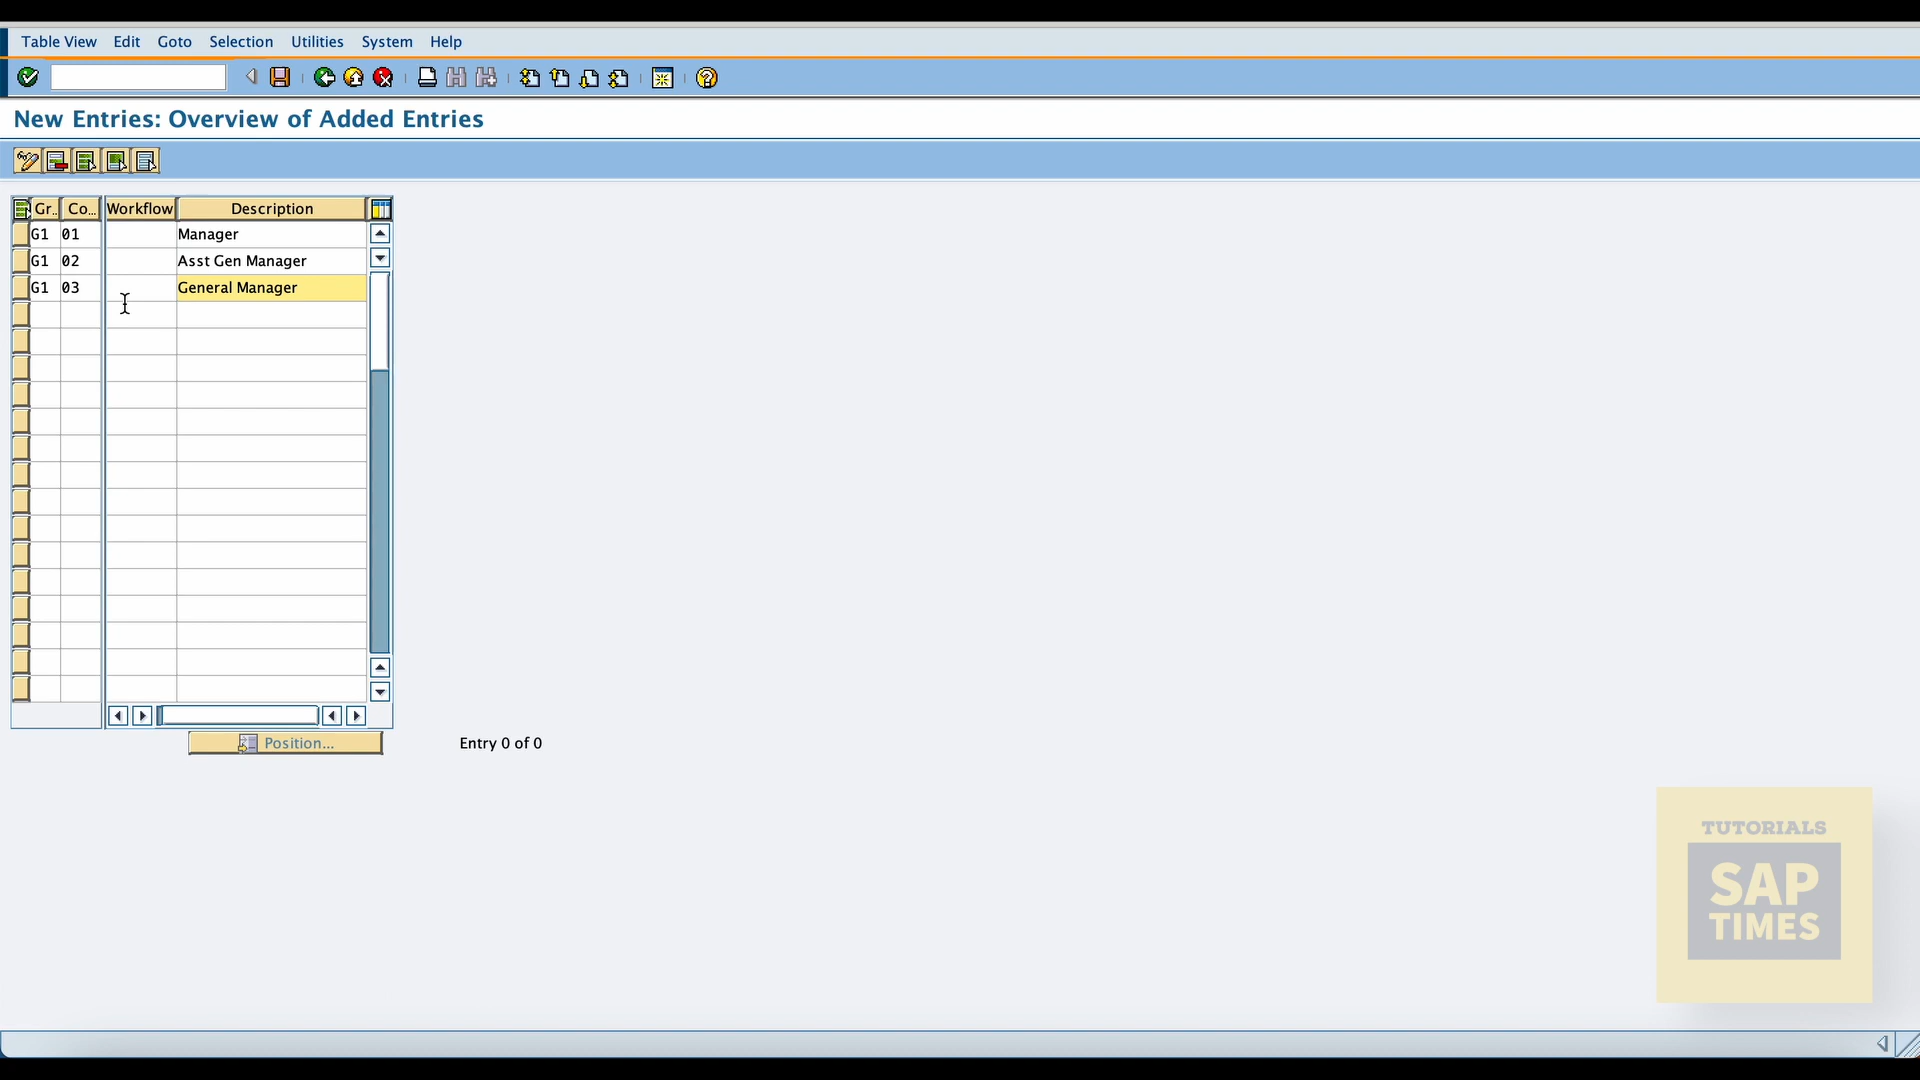 Table View Edit Goto Selection Utilities System Help
New Entries: Overview of Added Entries
Gr.. Co... Workflow Description
G1 01 Manager
G1 02 Asst Gen Manager
G1 03 General Manager
Position... Entry 0 of 0
TUTORIALS
SAP
TIMES